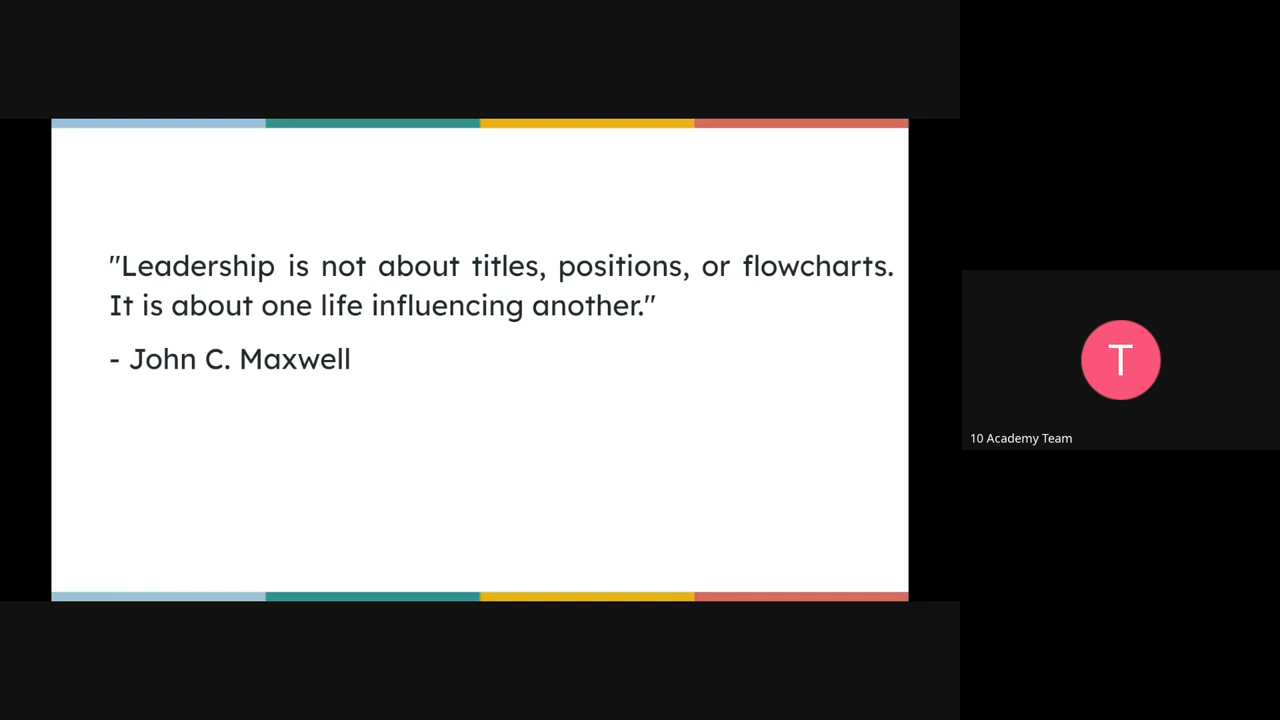 "Leadership is not about titles, positions, or flowcharts.
It is about one life influencing another."
- John C. Maxwell
T
10 Academy Team